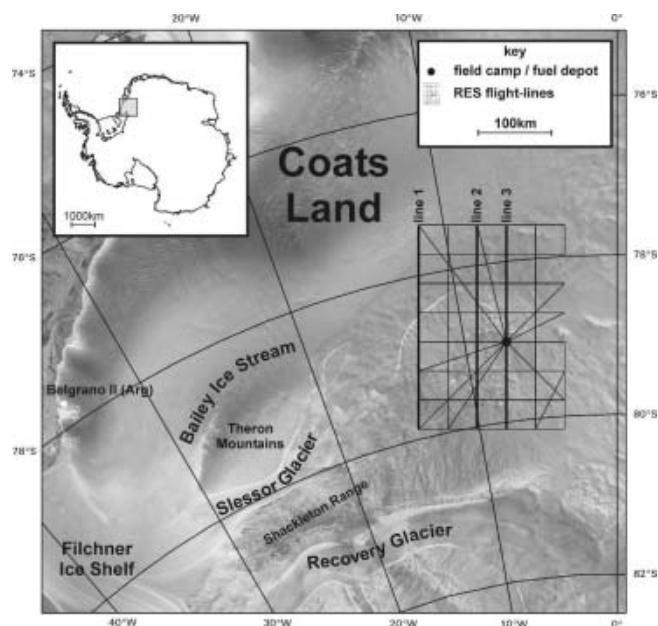 20°W
10°W
0°
74°S
76°S
78°S
76°S
78°S
80°S
82°S
40°W
30°W
20°W
10°W
0°
1000km
key
field camp / fuel depot
RES flight-lines
100km
Coats
Land
line 1
line 2
line 3
Belgrano II (Arg)
Bailey Ice Stream
Theron
Mountains
Slessor Glacier
Shackleton Range
Recovery Glacier
Filchner
Ice Shelf